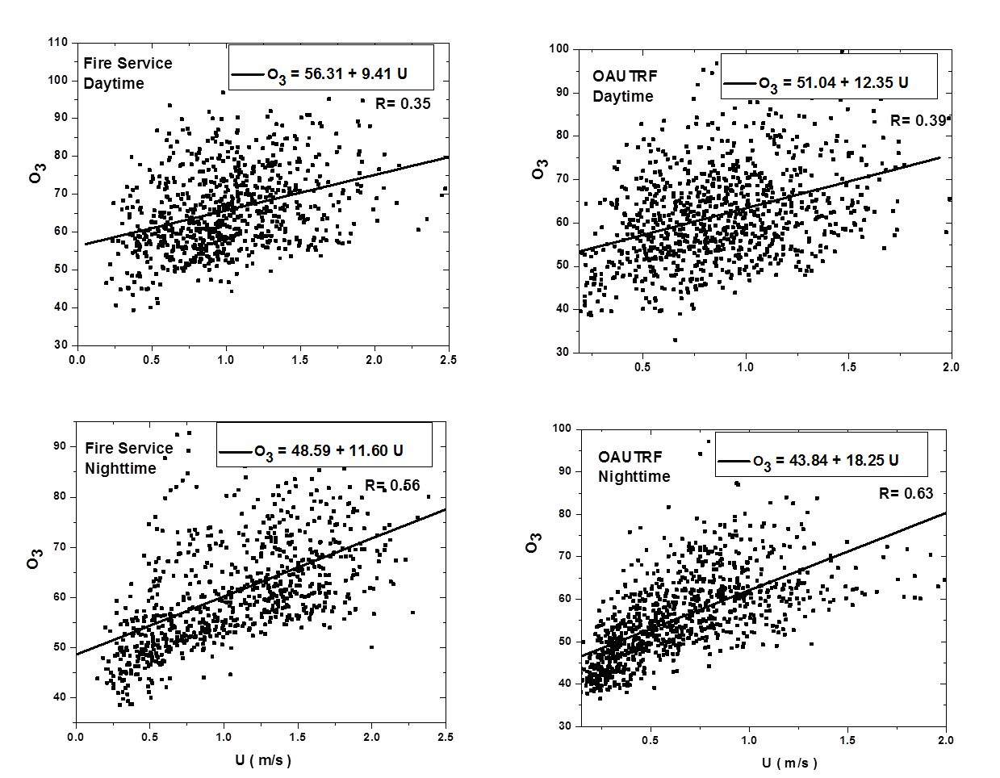 Fire Service
Daytime
O3 = 56.31 + 9.41 U
R= 0.35
O3
110
100
90
80
70
60
50
40
30
0.0 0.5 1.0 1.5 2.0 2.5
OAUTRF
Daytime
O3 = 51.04 + 12.35 U
R= 0.39
O3
100
90
80
70
60
50
40
30
0.5 1.0 1.5 2.0
Fire Service
Nighttime
O3 = 48.59 + 11.60 U
R= 0.56
O3
90
80
70
60
50
40
0.0 0.5 1.0 1.5 2.0 2.5
U ( m/s )
OAUTRF
Nighttime
O3 = 43.84 + 18.25 U
R= 0.63
O3
100
90
80
70
60
50
40
30
0.5 1.0 1.5 2.0
U ( m/s )